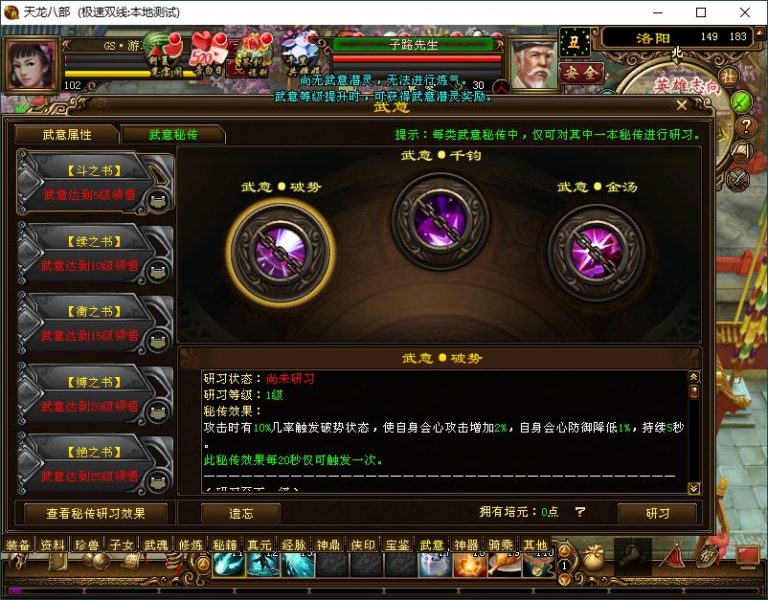 天龙八部 (极速双线:本地测试)
GS·游
500
102
子路先生
30
丑
安全
洛阳 149 183
北
英雄志向
社
尚无武意潜灵，无法进行炼气。
武意等级提升时，可获得武意潜灵奖励。
武意
武意属性
武意秘传
提示：每类武意秘传中，仅可对其中一本秘传进行研习。
【斗之书】
武意达到5级领悟
【续之书】
武意达到10级领悟
【衡之书】
武意达到15级领悟
【缚之书】
武意达到20级领悟
【绝之书】
武意达到25级领悟
武意●破势
武意●千钧
武意●金汤
武意●破势
研习状态：尚未研习
研习等级：1级
秘传效果：
攻击时有10%几率触发破势状态，使自身会心攻击增加2%，自身会心防御降低1%，持续5秒
。
此秘传效果每20秒仅可触发一次。
查看秘传研习效果
遗忘
拥有培元：0点
?
研习
装备 资料 珍兽 子女 武魂 修炼 秘籍 真元 经脉 神鼎 侠印 宝鉴 武意 神器 骑乘 其他
1